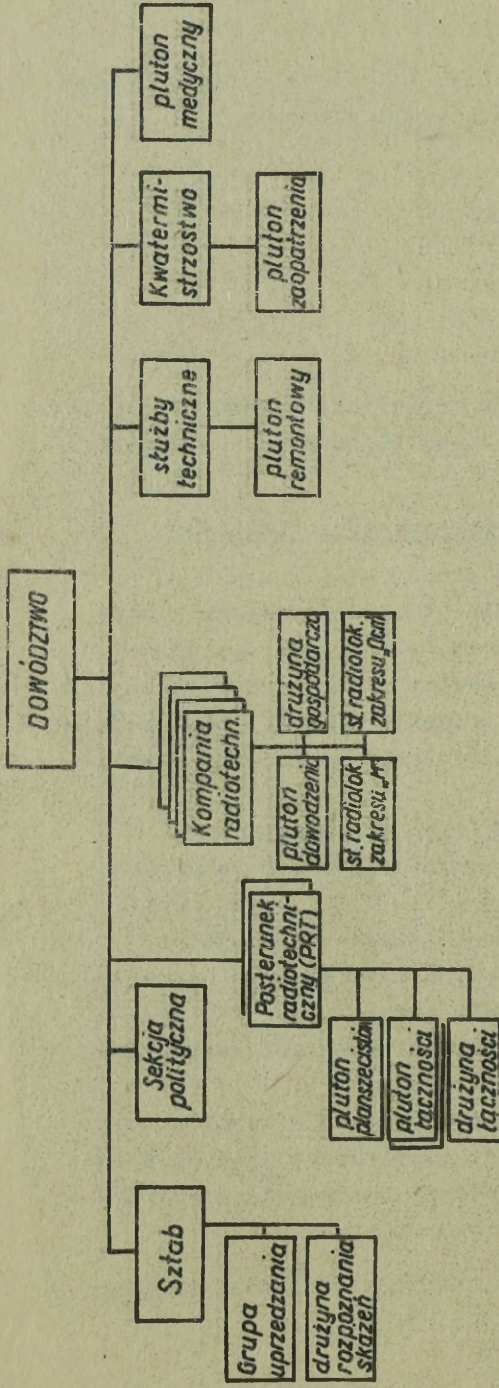 DOWÓDZTWO
Sztab
Sekcja
polityczna
Kompania
radiotechn.
służby
techniczne
Kwatermi-
strzostwo
pluton
medyczny
Grupa
uprzedzania
drużyna
rozpoznania
skażeń
Posterunek
radiotechni-
czny (PRT)
pluton
planszecistów
pluton
łączności
drużyna
łączności
pluton
dowodzenia
drużyna
gospodarcza
st. radiolok.
zakresu „m"
st. radiolok.
zakresu „dcm
pluton
remontowy
pluton
zaopatrzenia